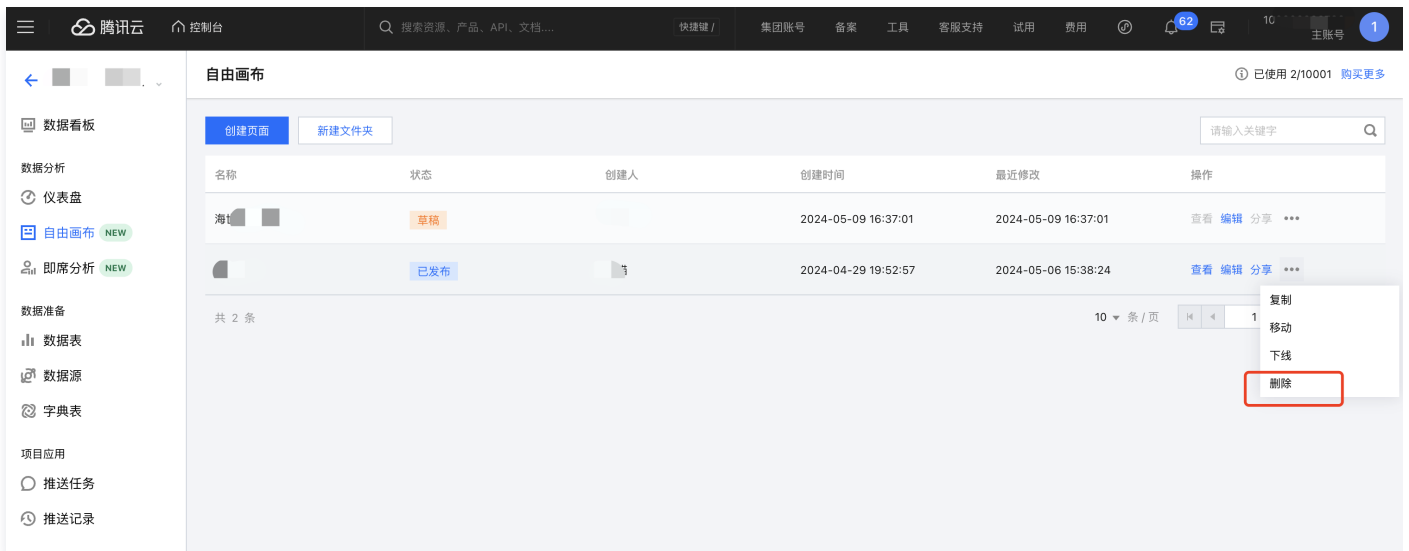 腾讯云 控制台 搜索资源、产品、API、文档.... 快捷键 / 集团账号 备案 工具 客服支持 试用 费用 62 10 主账号 1
自由画布 已使用 2/10001 购买更多
数据看板
创建页面 新建文件夹 请输入关键字
数据分析
名称 状态 创建人 创建时间 最近修改 操作
仪表盘
海 草稿 2024-05-09 16:37:01 2024-05-09 16:37:01 查看 编辑 分享 •••
自由画布 NEW
即席分析 NEW
已发布 2024-04-29 19:52:57 2024-05-06 15:38:24 查看 编辑 分享 •••
复制
数据准备
共 2 条 10 条 / 页 1
移动
数据表
下线
数据源
删除
字典表
项目应用
推送任务
推送记录